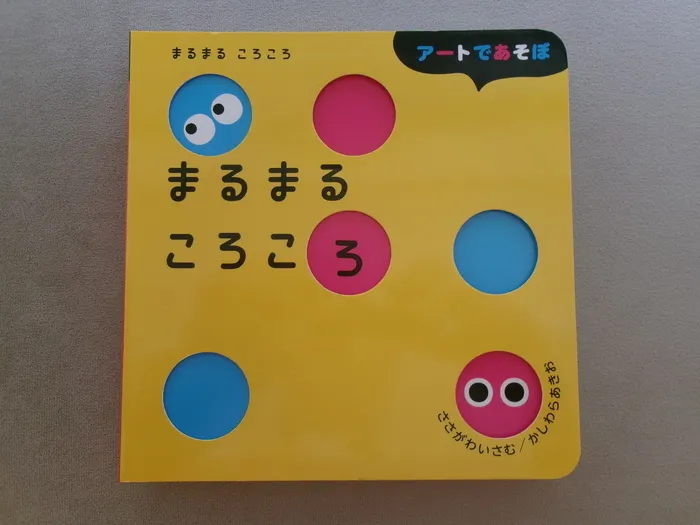 まるまる ころころ
アートであそぼ
まるまる
ころころ
ささがわいさむ/かしわらあきお